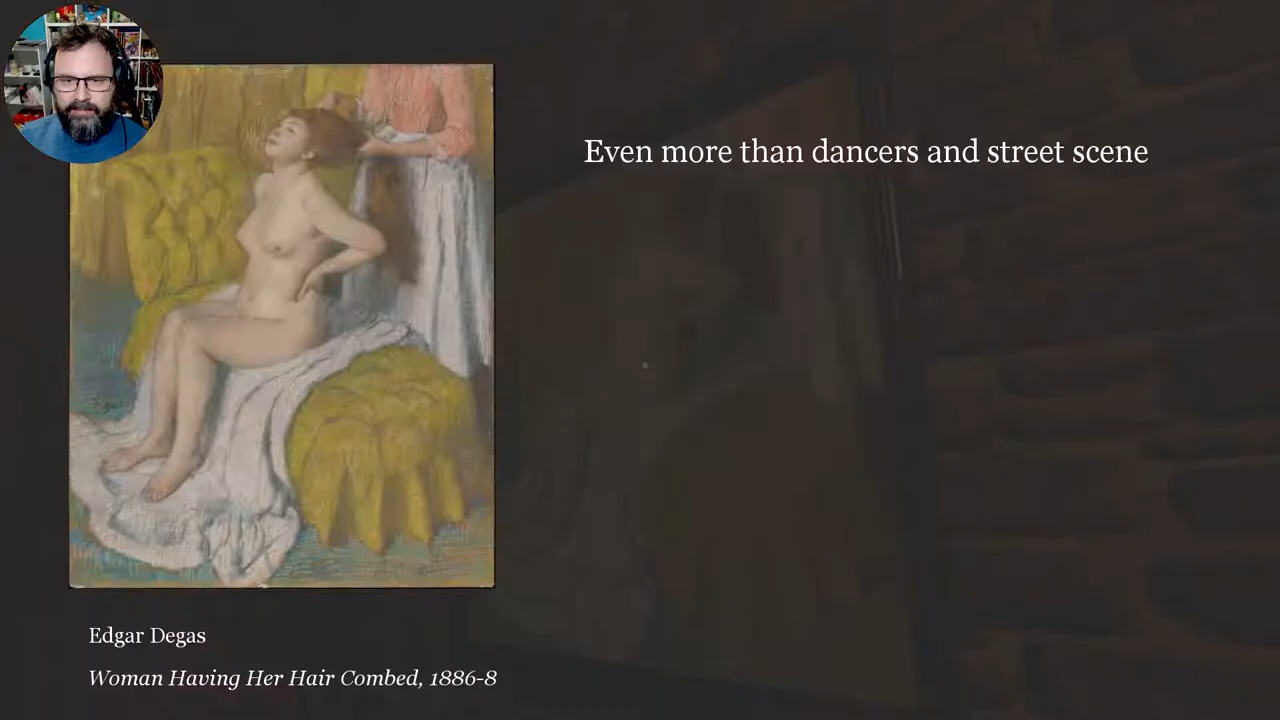 Even more than dancers and street scene
Edgar Degas
Woman Having Her Hair Combed, 1886-8